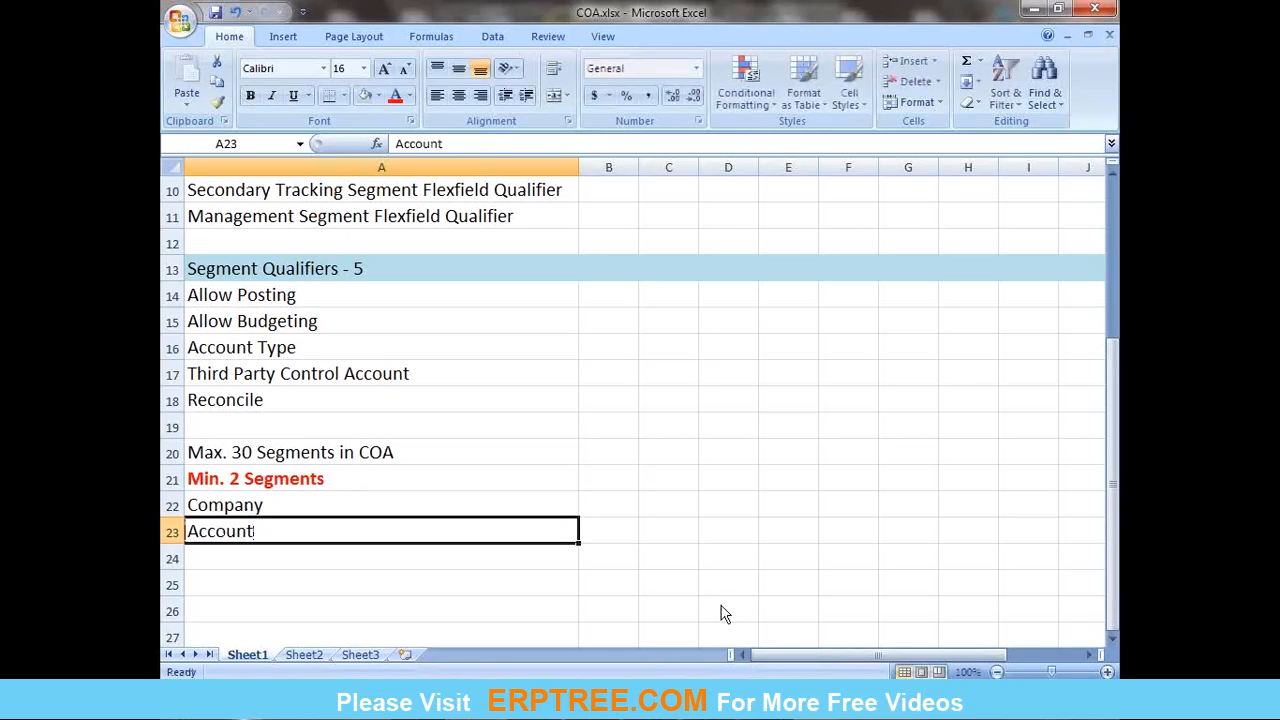 COA.xlsx - Microsoft Excel
Home Insert Page Layout Formulas Data Review View
Calibri 16 General
Paste
B I U
$ % ,
Conditional Formatting
Format as Table
Cell Styles
Insert
Delete
Format
Sort & Filter
Find & Select
Clipboard Font Alignment Number Styles Cells Editing
A23 fx Account
A B C D E F G H I J
10 Secondary Tracking Segment Flexfield Qualifier
11 Management Segment Flexfield Qualifier
12
13 Segment Qualifiers - 5
14 Allow Posting
15 Allow Budgeting
16 Account Type
17 Third Party Control Account
18 Reconcile
19
20 Max. 30 Segments in COA
21 Min. 2 Segments
22 Company
23 Account
24
25
26
27
Sheet1 Sheet2 Sheet3
Ready 100%
Please Visit ERPTREE.COM For More Free Videos